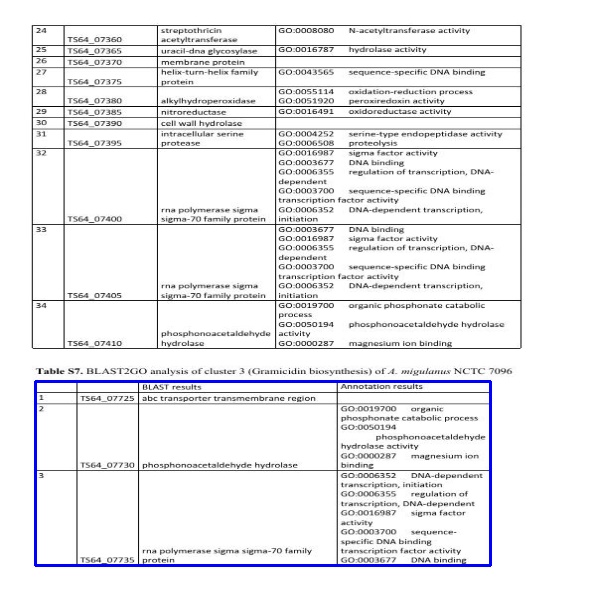 24 TS64_07360 streptothricin acetyltransferase GO:0008080 N-acetyltransferase activity
25 TS64_07365 uracil-dna glycosylase GO:0016787 hydrolase activity
26 TS64_07370 membrane protein
27 TS64_07375 helix-turn-helix family protein GO:0043565 sequence-specific DNA binding
28 TS64_07380 alkylhydroperoxidase GO:0055114 oxidation-reduction process
GO:0051920 peroxiredoxin activity
29 TS64_07385 nitroreductase GO:0016491 oxidoreductase activity
30 TS64_07390 cell wall hydrolase
31 TS64_07395 intracellular serine protease GO:0004252 serine-type endopeptidase activity
GO:0006508 proteolysis
32 TS64_07400 rna polymerase sigma sigma-70 family protein GO:0016987 sigma factor activity
GO:0003677 DNA binding
GO:0006355 regulation of transcription, DNA-
dependent
GO:0003700 sequence-specific DNA binding
transcription factor activity
GO:0006352 DNA-dependent transcription,
initiation
33 TS64_07405 rna polymerase sigma sigma-70 family protein GO:0003677 DNA binding
GO:0016987 sigma factor activity
GO:0006355 regulation of transcription, DNA-
dependent
GO:0003700 sequence-specific DNA binding
transcription factor activity
GO:0006352 DNA-dependent transcription,
initiation
34 TS64_07410 phosphonoacetaldehyde hydrolase GO:0019700 organic phosphonate catabolic
process
GO:0050194 phosphonoacetaldehyde hydrolase
activity
GO:0000287 magnesium ion binding
Table S7. BLAST2GO analysis of cluster 3 (Gramicidin biosynthesis) of A. migulanus NCTC 7096
BLAST results Annotation results
1 TS64_07725 abc transporter transmembrane region
2 TS64_07730 phosphonoacetaldehyde hydrolase GO:0019700 organic
phosphonate catabolic process
GO:0050194
phosphonoacetaldehyde
hydrolase activity
GO:0000287 magnesium ion
binding
3 TS64_07735 rna polymerase sigma sigma-70 family protein GO:0006352 DNA-dependent
transcription, initiation
GO:0006355 regulation of
transcription, DNA-dependent
GO:0016987 sigma factor
activity
GO:0003700 sequence-
specific DNA binding
transcription factor activity
GO:0003677 DNA binding